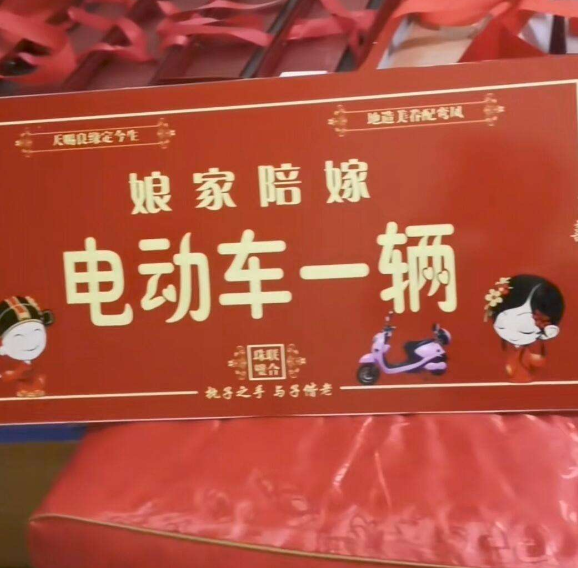 天赐良缘定今生
地造美眷配鸾凤
娘家陪嫁
电动车一辆
珠联
璧合
执子之手 与子偕老